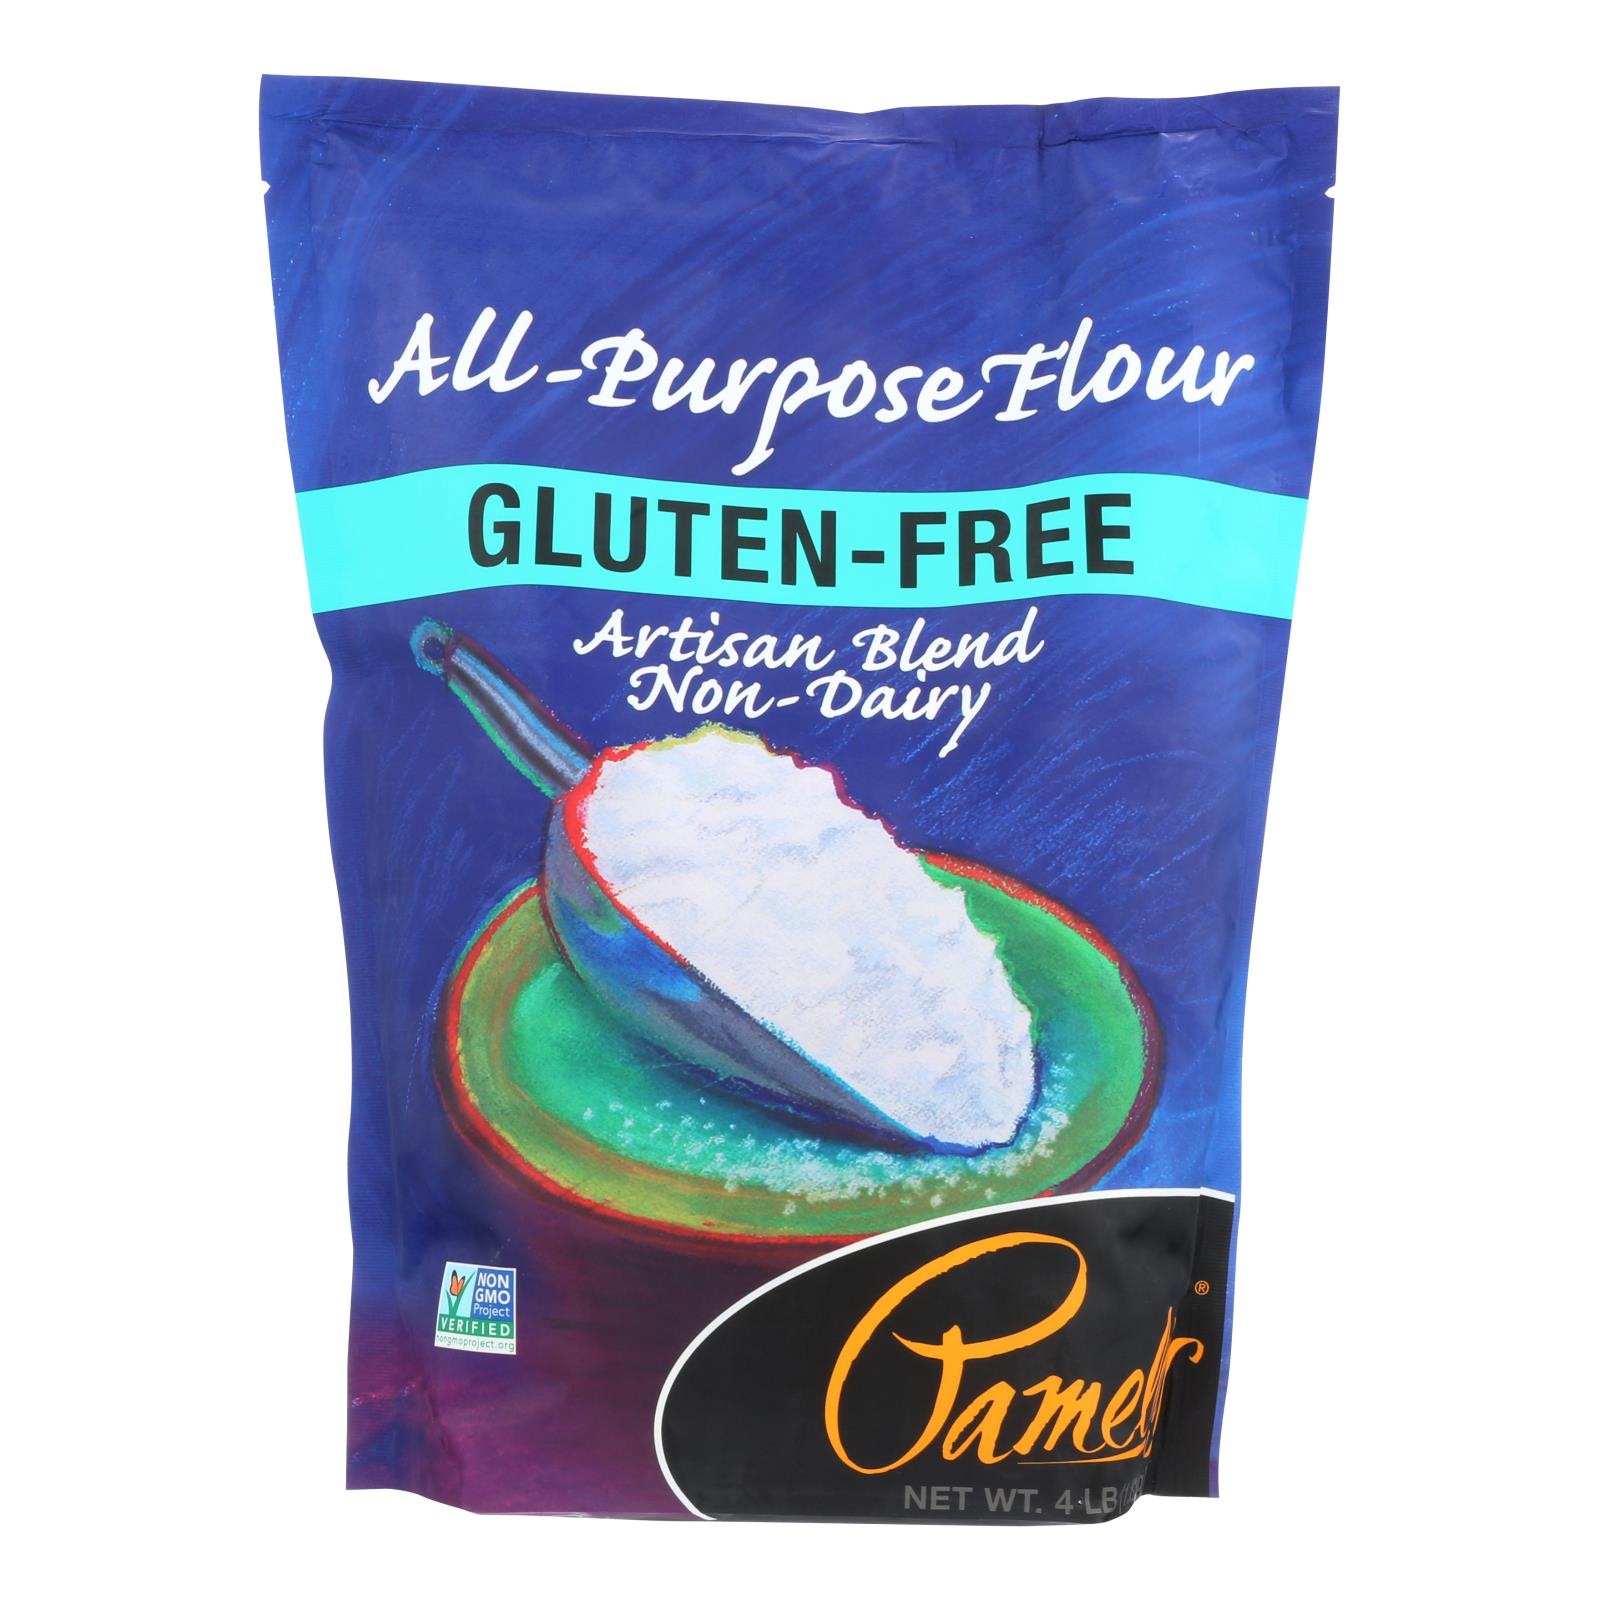 All-Purpose Flour
GLUTEN-FREE
Artisan Blend
Non-Dairy
NON
GMO
Project
VERIFIED
nongmoproject.org
®
NET WT. 4 LB